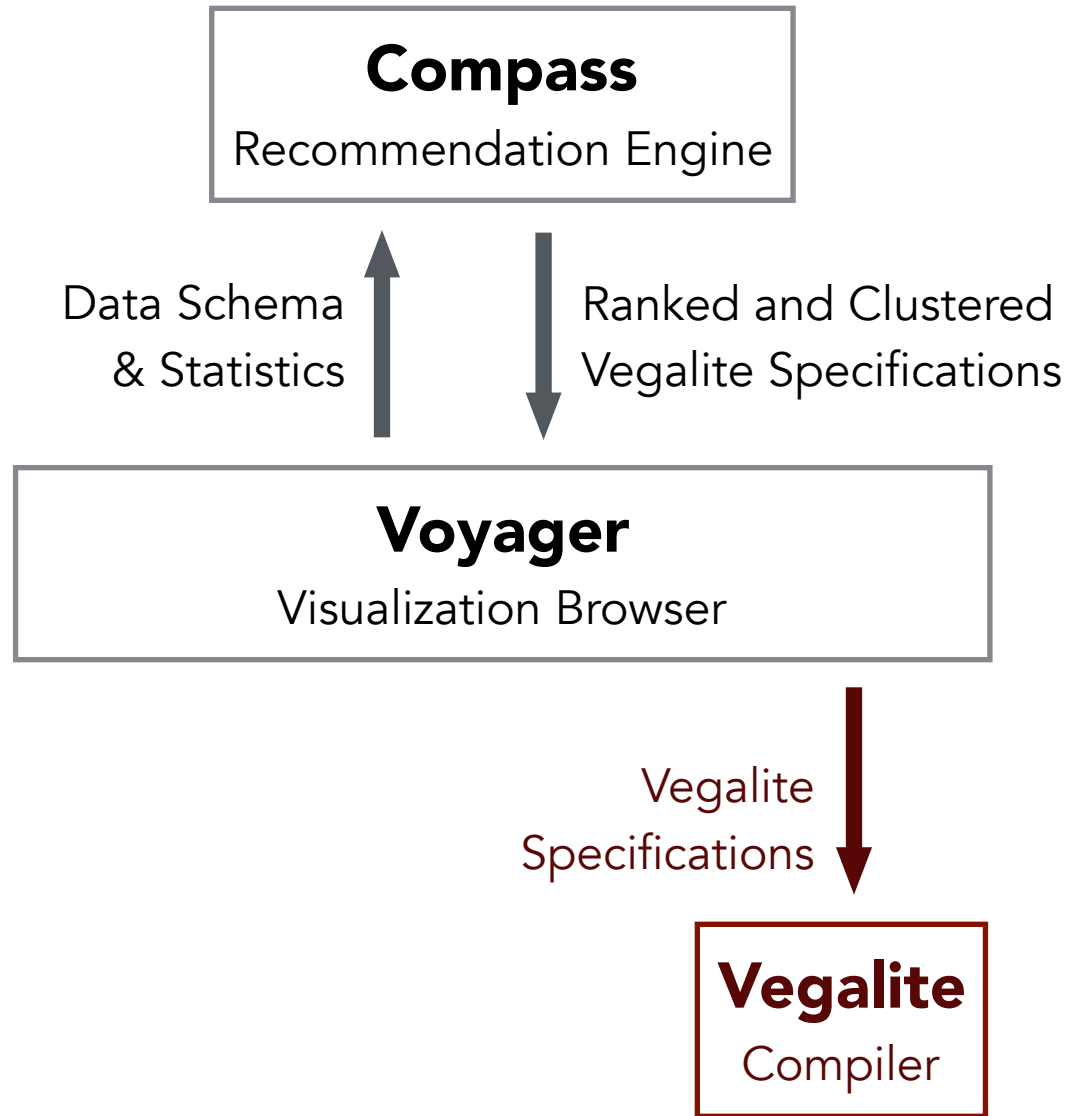 Compass
Recommendation Engine
Data Schema
& Statistics
Ranked and Clustered
Vegalite Specifications
Voyager
Visualization Browser
Vegalite
Specifications
Vegalite
Compiler